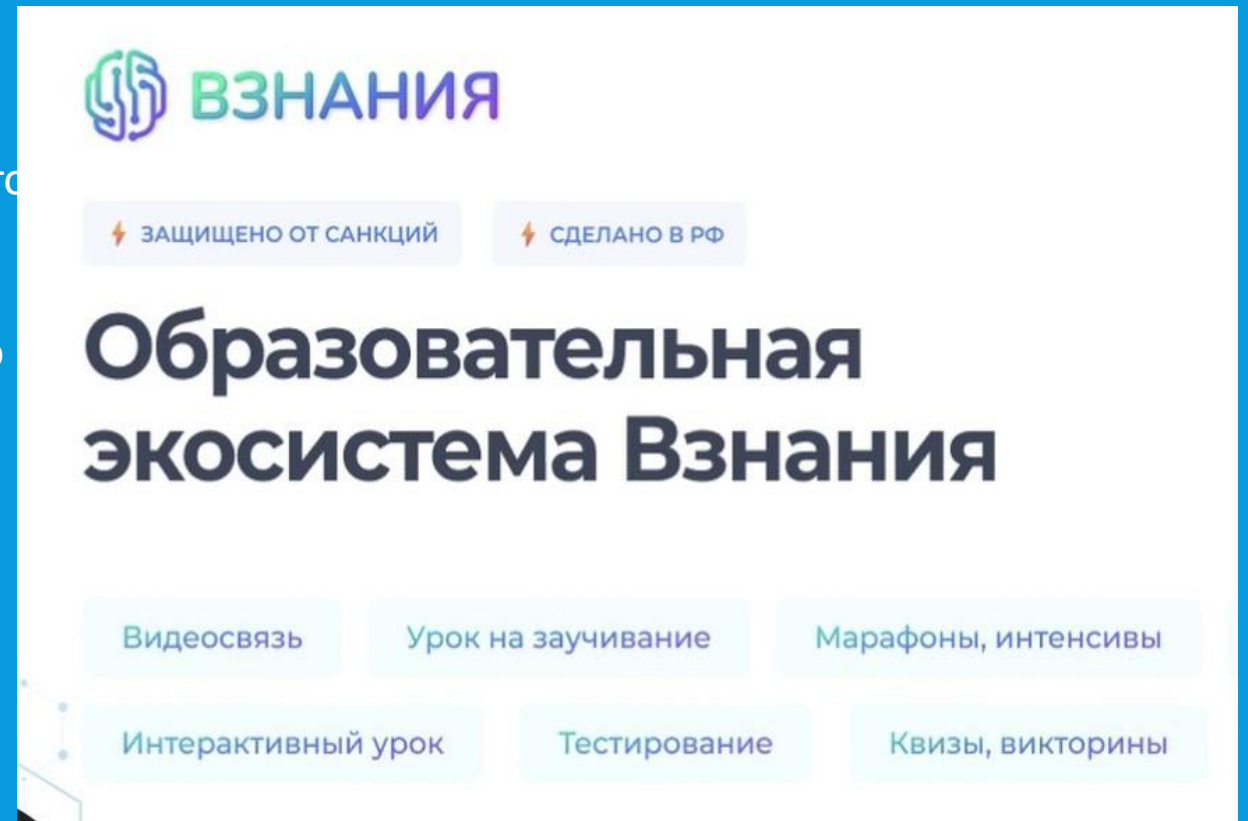 ВЗНАНИЯ
ЗАЩИЩЕНО ОТ САНКЦИЙ СДЕЛАНО В РФ
Образовательная
экосистема Взнания
Видеосвязь Урок на заучивание Марафоны, интенсивы
Интерактивный урок Тестирование Квизы, викторины